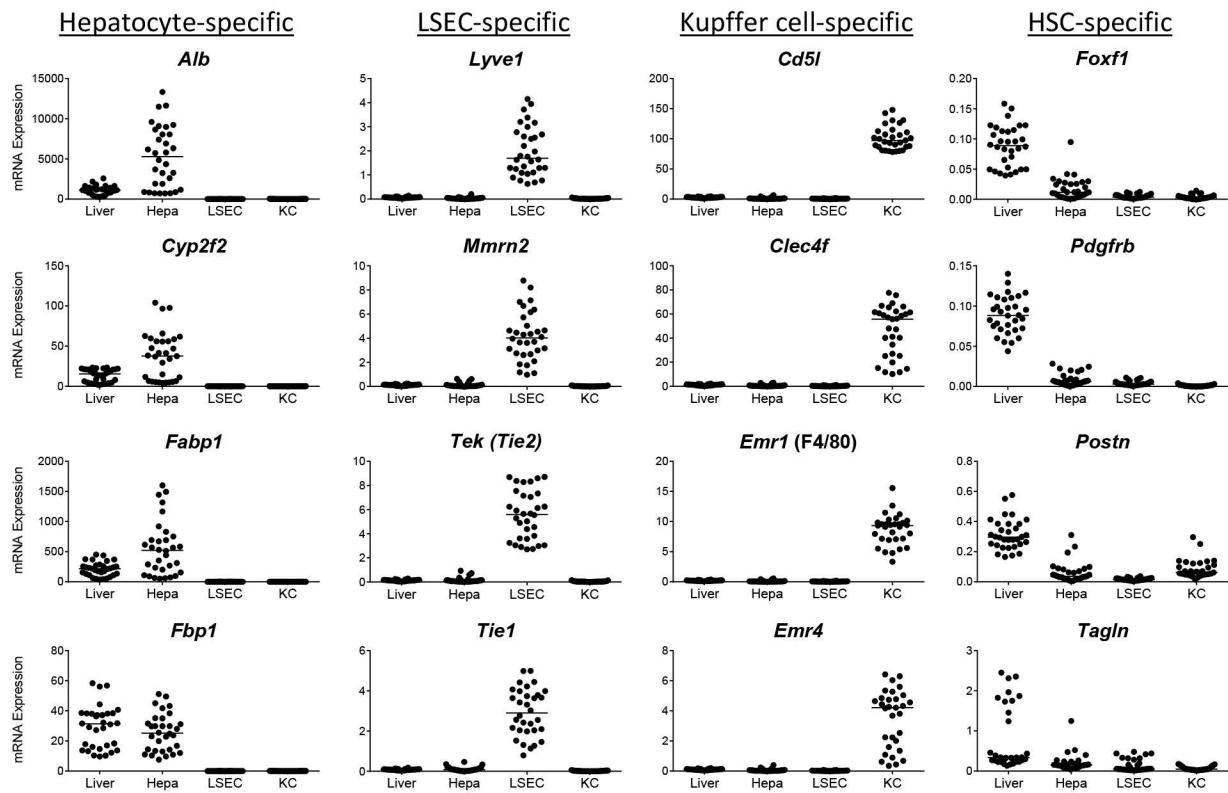 Hepatocyte-specific LSEC-specific Kupffer cell-specific HSC-specific
Alb Lyve1 Cd5l Foxf1
mRNA Expression
15000 10000 5000 0
Liver Hepa LSEC KC
5 4 3 2 1 0
Liver Hepa LSEC KC
200 150 100 50 0
Liver Hepa LSEC KC
0.20 0.15 0.10 0.05 0.00
Liver Hepa LSEC KC
Cyp2f2 Mmrn2 Clec4f Pdgfrb
mRNA Expression
150 100 50 0
Liver Hepa LSEC KC
10 8 6 4 2 0
Liver Hepa LSEC KC
100 80 60 40 20 0
Liver Hepa LSEC KC
0.15 0.10 0.05 0.00
Liver Hepa LSEC KC
Fabp1 Tek (Tie2) Emr1 (F4/80) Postn
mRNA Expression
2000 1500 1000 500 0
Liver Hepa LSEC KC
10 8 6 4 2 0
Liver Hepa LSEC KC
20 15 10 5 0
Liver Hepa LSEC KC
0.8 0.6 0.4 0.2 0.0
Liver Hepa LSEC KC
Fbp1 Tie1 Emr4 Tagln
mRNA Expression
80 60 40 20 0
Liver Hepa LSEC KC
6 4 2 0
Liver Hepa LSEC KC
8 6 4 2 0
Liver Hepa LSEC KC
3 2 1 0
Liver Hepa LSEC KC